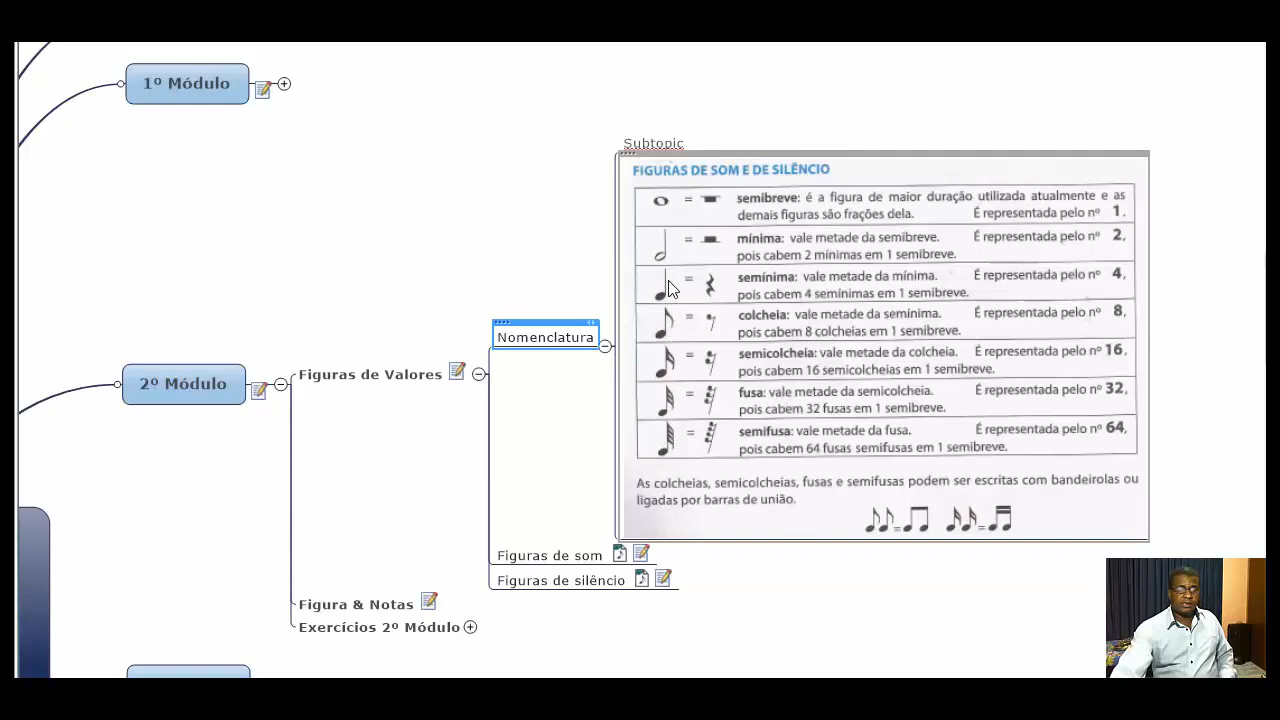 1º Módulo
Subtopic
FIGURAS DE SOM E DE SILÊNCIO
= semibreve: é a figura de maior duração utilizada atualmente e as
demais figuras são frações dela. É representada pelo nº 1.
= mínima: vale metade da semibreve. É representada pelo nº 2,
pois cabem 2 mínimas em 1 semibreve.
= semínima: vale metade da mínima. É representada pelo nº 4,
pois cabem 4 semínimas em 1 semibreve.
= colcheia: vale metade da semínima. É representada pelo nº 8,
pois cabem 8 colcheias em 1 semibreve.
= semicolcheia: vale metade da colcheia. É representada pelo nº 16,
pois cabem 16 semicolcheias em 1 semibreve.
= fusa: vale metade da semicolcheia. É representada pelo nº 32,
pois cabem 32 fusas em 1 semibreve.
= semifusa: vale metade da fusa. É representada pelo nº 64,
pois cabem 64 fusas semifusas em 1 semibreve.
As colcheias, semicolcheias, fusas e semifusas podem ser escritas com bandeirolas ou
ligadas por barras de união.
= =
Nomenclatura
2º Módulo
Figuras de Valores
Figuras de som
Figuras de silêncio
Figura & Notas
Exercícios 2º Módulo